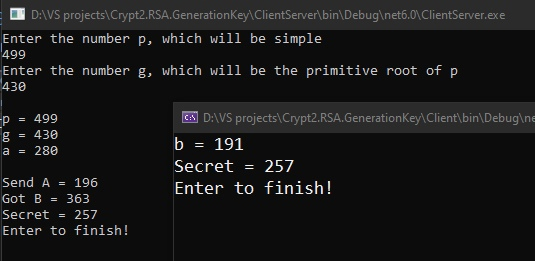 D:\VS projects\Crypt2.RSA.GenerationKey\ClientServer\bin\Debug\net6.0\ClientServer.exe
Enter the number p, which will be simple
499
Enter the number g, which will be the primitive root of p
430
p = 499
g = 430
a = 280
Send A = 196
Got B = 363
Secret = 257
Enter to finish!
D:\VS projects\Crypt2.RSA.GenerationKey\Client\bin\Debug\ne
b = 191
Secret = 257
Enter to finish!